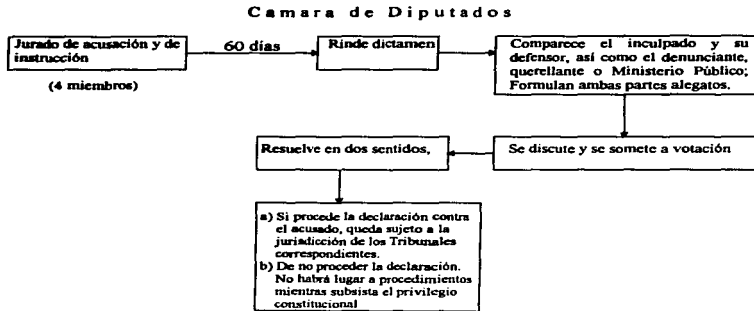 Camara de Diputados
Jurado de acusación y de
instrucción
(4 miembros)
60 días
Rinde dictamen
Comparece el inculpado y su
defensor, así como el denunciante,
querellante o Ministerio Público;
Formulan ambas partes alegatos.
Se discute y se somete a votación
Resuelve en dos sentidos,
a) Si procede la declaración contra
el acusado, queda sujeto a la
jurisdicción de los Tribunales
correspondientes.
b) De no proceder la declaración.
No habrá lugar a procedimientos
mientras subsista el privilegio
constitucional